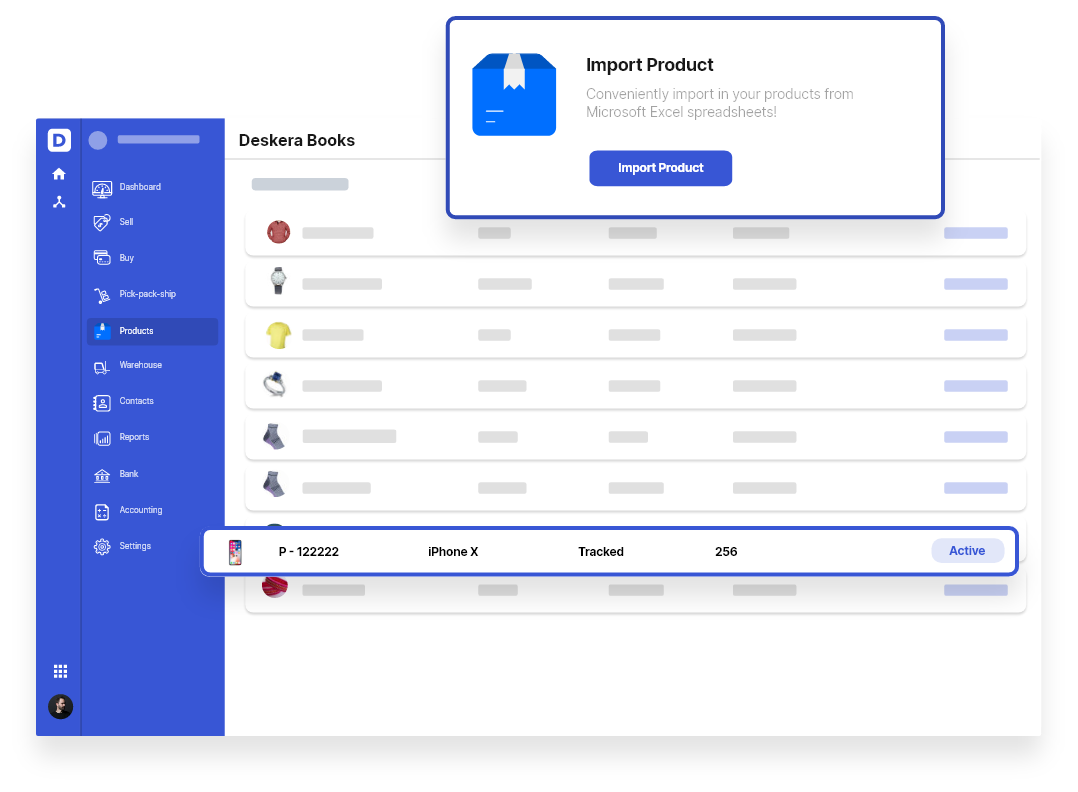 Import Product
Conveniently import in your products from
Microsoft Excel spreadsheets!
Import Product
D
Deskera Books
Dashboard
Sell
Buy
Pick-pack-ship
Products
Warehouse
Contacts
Reports
Bank
Accounting
Settings
P - 122222 iPhone X Tracked 256 Active